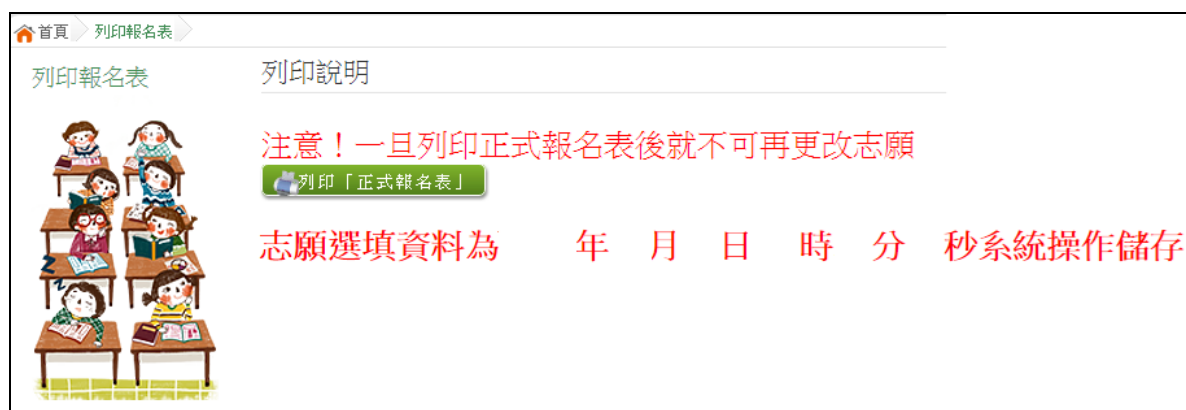 首頁 列印報名表
列印報名表
列印說明
注意！一旦列印正式報名表後就不可再更改志願
列印「正式報名表」
志願選填資料為 年 月 日 時 分 秒系統操作儲存